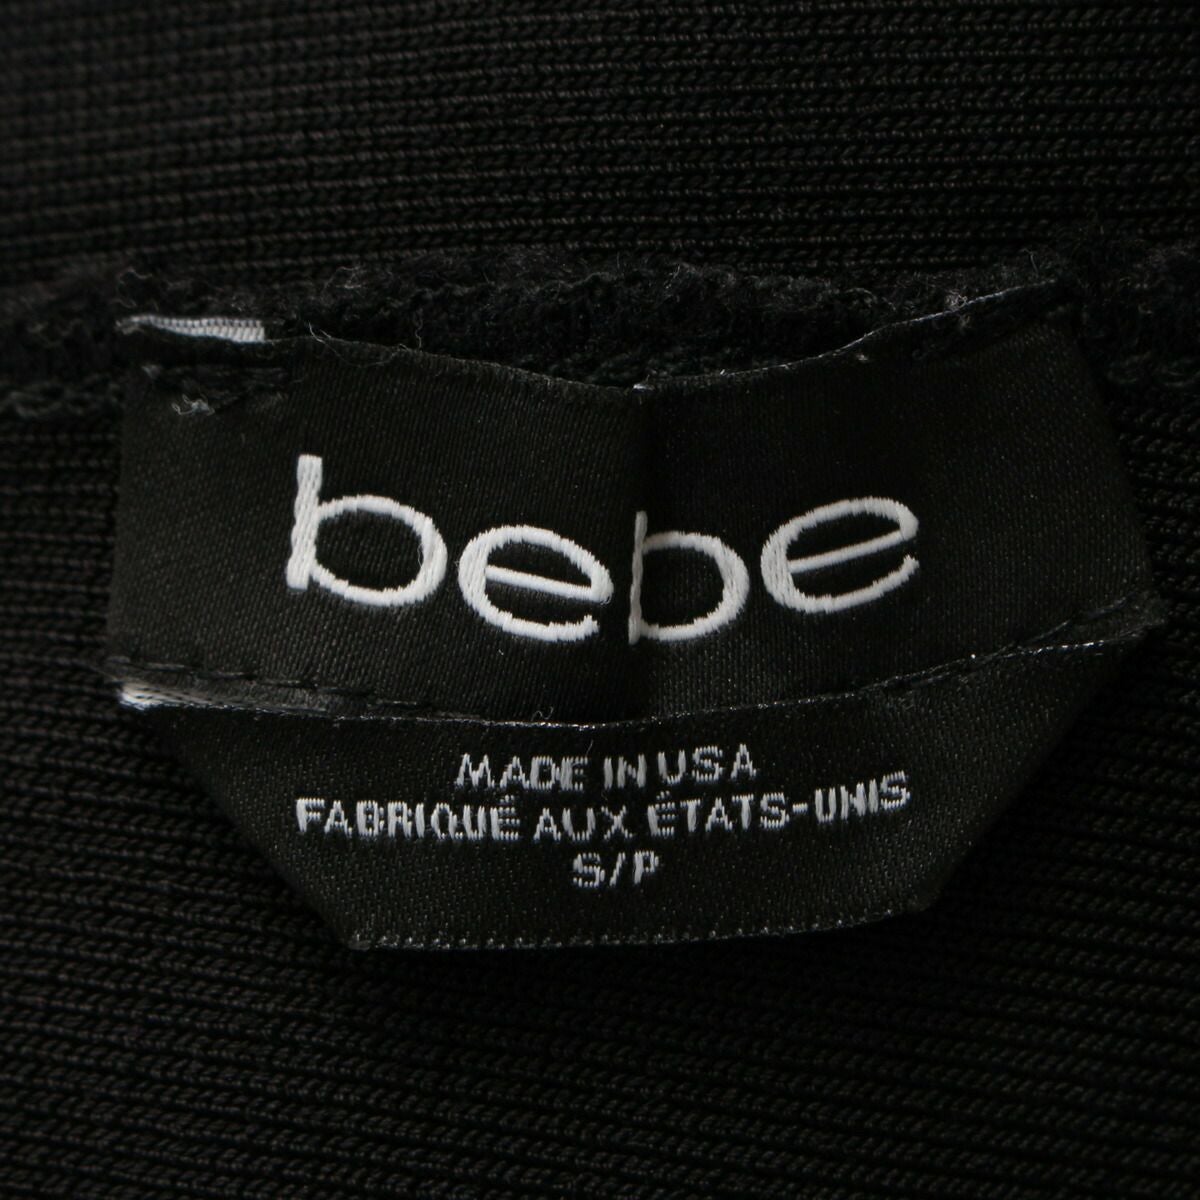 bebe
MADE IN USA
FABRIQUÉ AUX ÉTATS-UNIS
S/P